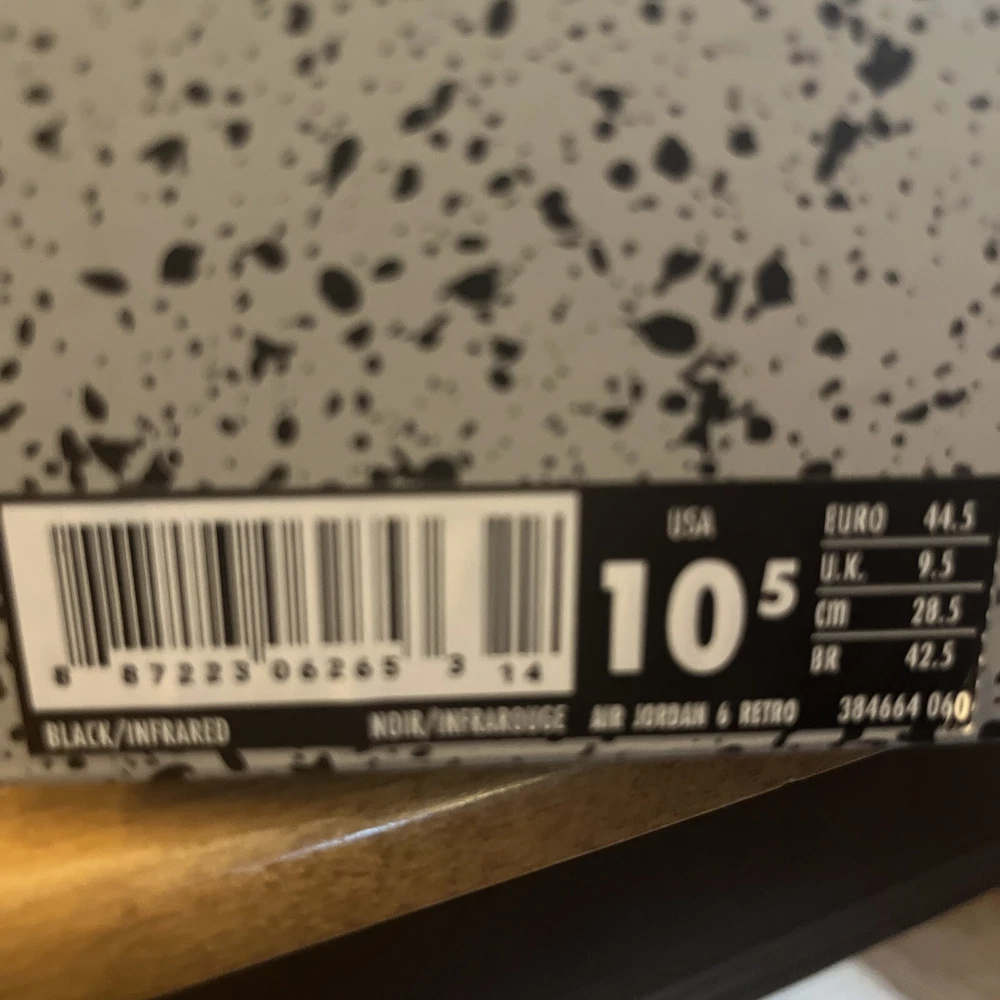 8 87223 06265 3 14
BLACK/INFRARED NOIR/INFRAROUGE
USA
10⁵
AIR JORDAN 6 RETRO
EURO 44.5
U.K. 9.5
CM 28.5
BR 42.5
384664 060